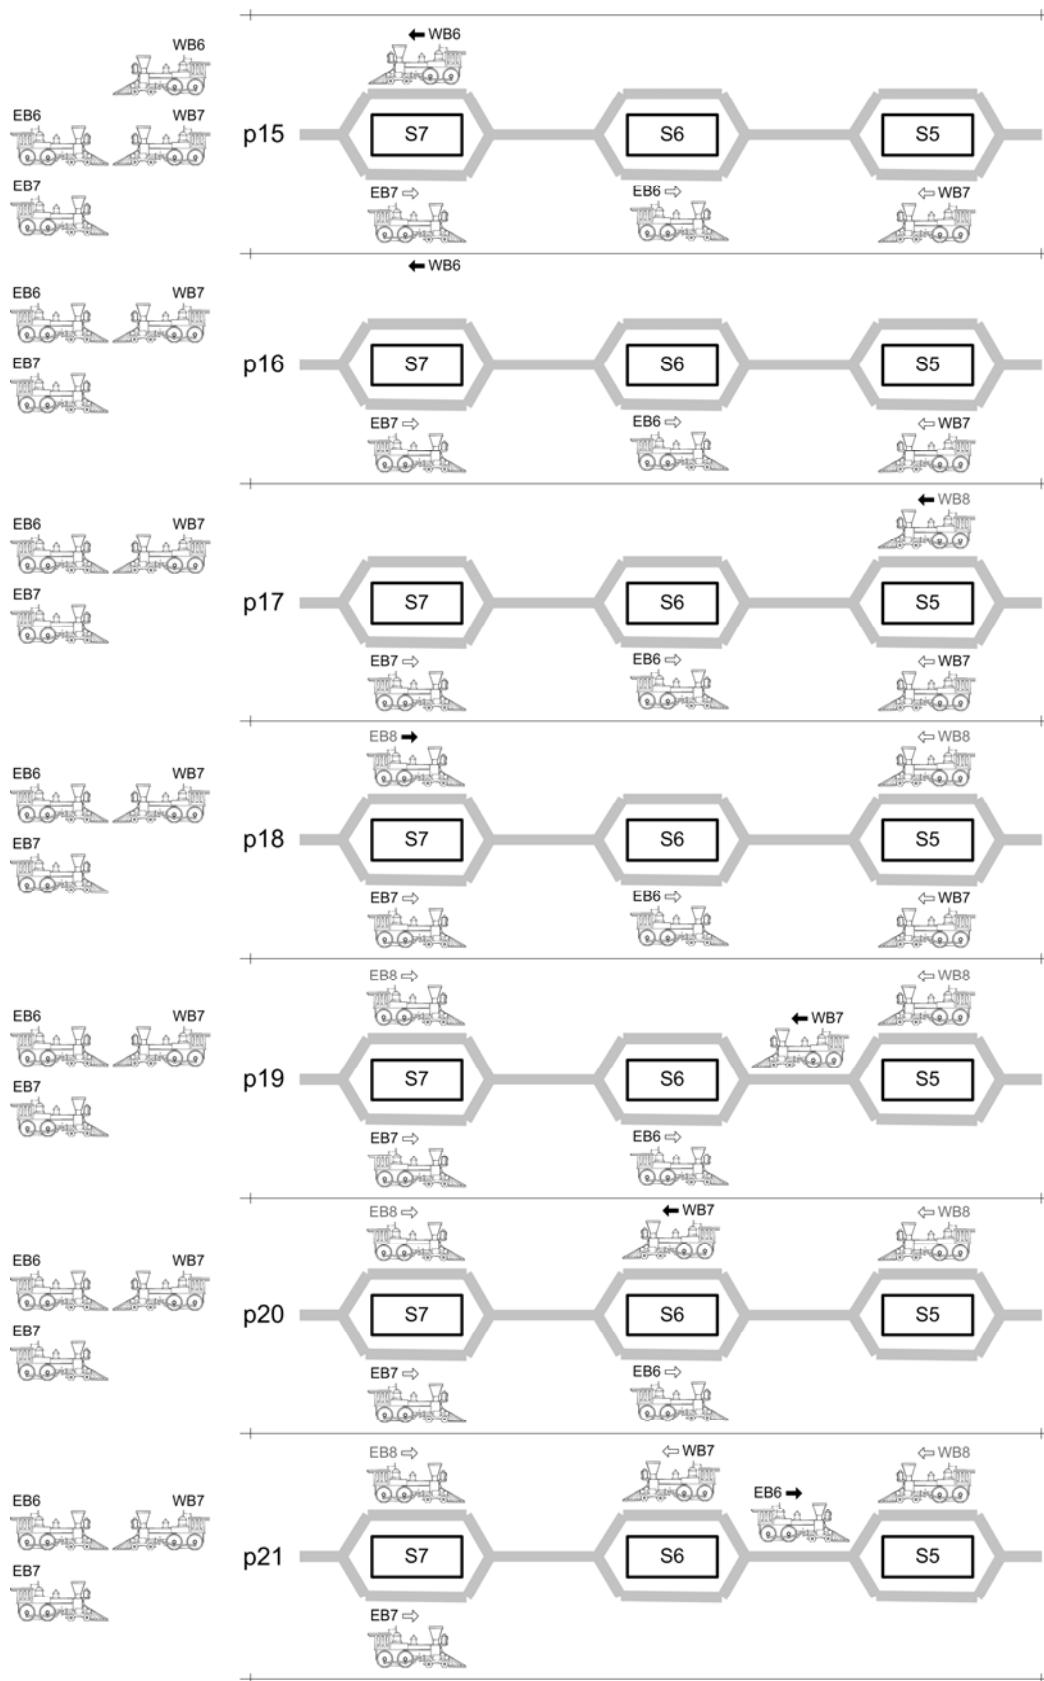 WB6
← WB6
EB6 WB7
p15 S7 S6 S5
EB7
EB7 ⇨ EB6 ⇨ ⇦ WB7
← WB6
EB6 WB7
p16 S7 S6 S5
EB7
EB7 ⇨ EB6 ⇨ ⇦ WB7
← WB8
EB6 WB7
p17 S7 S6 S5
EB7
EB7 ⇨ EB6 ⇨ ⇦ WB7
EB8 → ⇦ WB8
EB6 WB7
p18 S7 S6 S5
EB7
EB7 ⇨ EB6 ⇨ ⇦ WB7
EB8 ⇨ ⇦ WB8
EB6 WB7 ← WB7
p19 S7 S6 S5
EB7
EB7 ⇨ EB6 ⇨
EB8 ⇨ ← WB7 ⇦ WB8
EB6 WB7
p20 S7 S6 S5
EB7
EB7 ⇨ EB6 ⇨
EB8 ⇨ ⇦ WB7 ⇦ WB8
EB6 →
EB6 WB7
p21 S7 S6 S5
EB7
EB7 ⇨